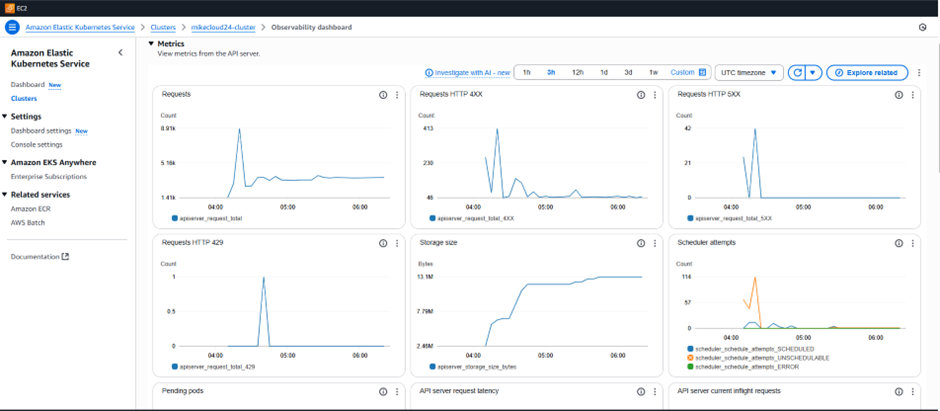 EC2
Amazon Elastic Kubernetes Service > Clusters > mikecloud24-cluster > Observability dashboard
Amazon Elastic
Kubernetes Service
Dashboard New
Clusters
Settings
Dashboard settings New
Console settings
Amazon EKS Anywhere
Enterprise Subscriptions
Related services
Amazon ECR
AWS Batch
Documentation
Metrics
View metrics from the API server.
Investigate with AI - new 1h 3h 12h 1d 3d 1w Custom UTC timezone Explore related
Requests
Count
8.91k
5.16k
1.41k
04:00 05:00 06:00
apiserver_request_total
Requests HTTP 4XX
Count
413
230
46
04:00 05:00 06:00
apiserver_request_total_4XX
Requests HTTP 5XX
Count
42
21
0
04:00 05:00 06:00
apiserver_request_total_5XX
Requests HTTP 429
Count
1
0.5
0
04:00 05:00 06:00
apiserver_request_total_429
Storage size
Bytes
13.1M
7.79M
2.46M
04:00 05:00 06:00
apiserver_storage_size_bytes
Scheduler attempts
Count
114
57
0
04:00 05:00 06:00
scheduler_schedule_attempts_SCHEDULED
scheduler_schedule_attempts_UNSCHEDULABLE
scheduler_schedule_attempts_ERROR
Pending pods
API server request latency
API server current inflight requests